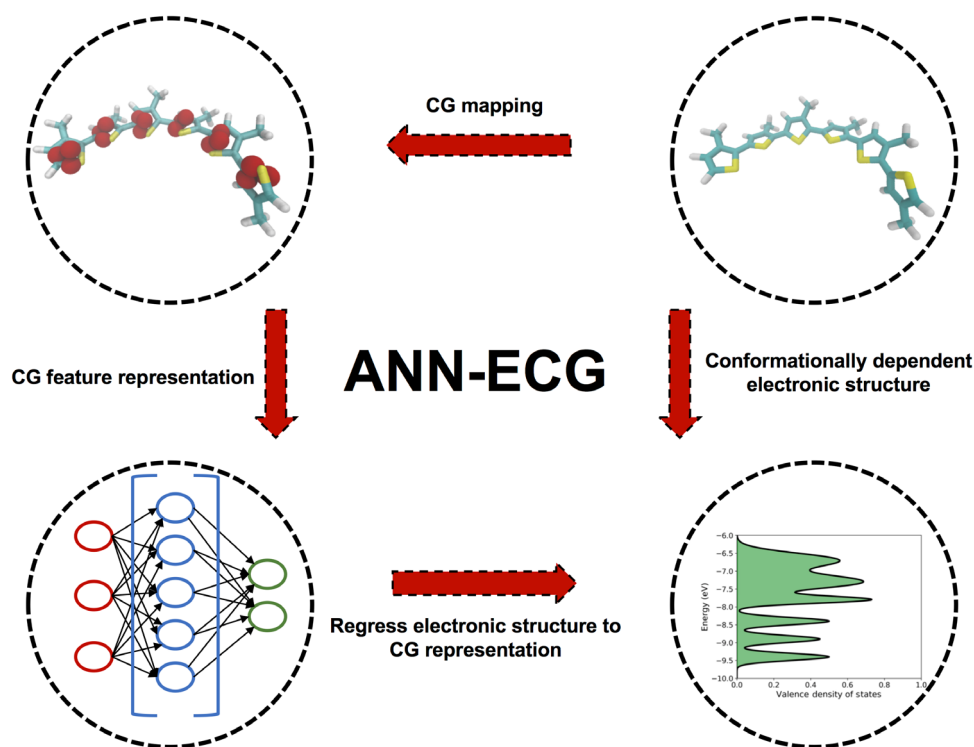 CG mapping
CG feature representation
ANN-ECG
Conformationally dependent
electronic structure
Regress electronic structure to
CG representation
-6.0
-6.5
-7.0
-7.5
-8.0
-8.5
-9.0
-9.5
-10.0
Energy (eV)
0.0 0.2 0.4 0.6 0.8 1.0
Valence density of states